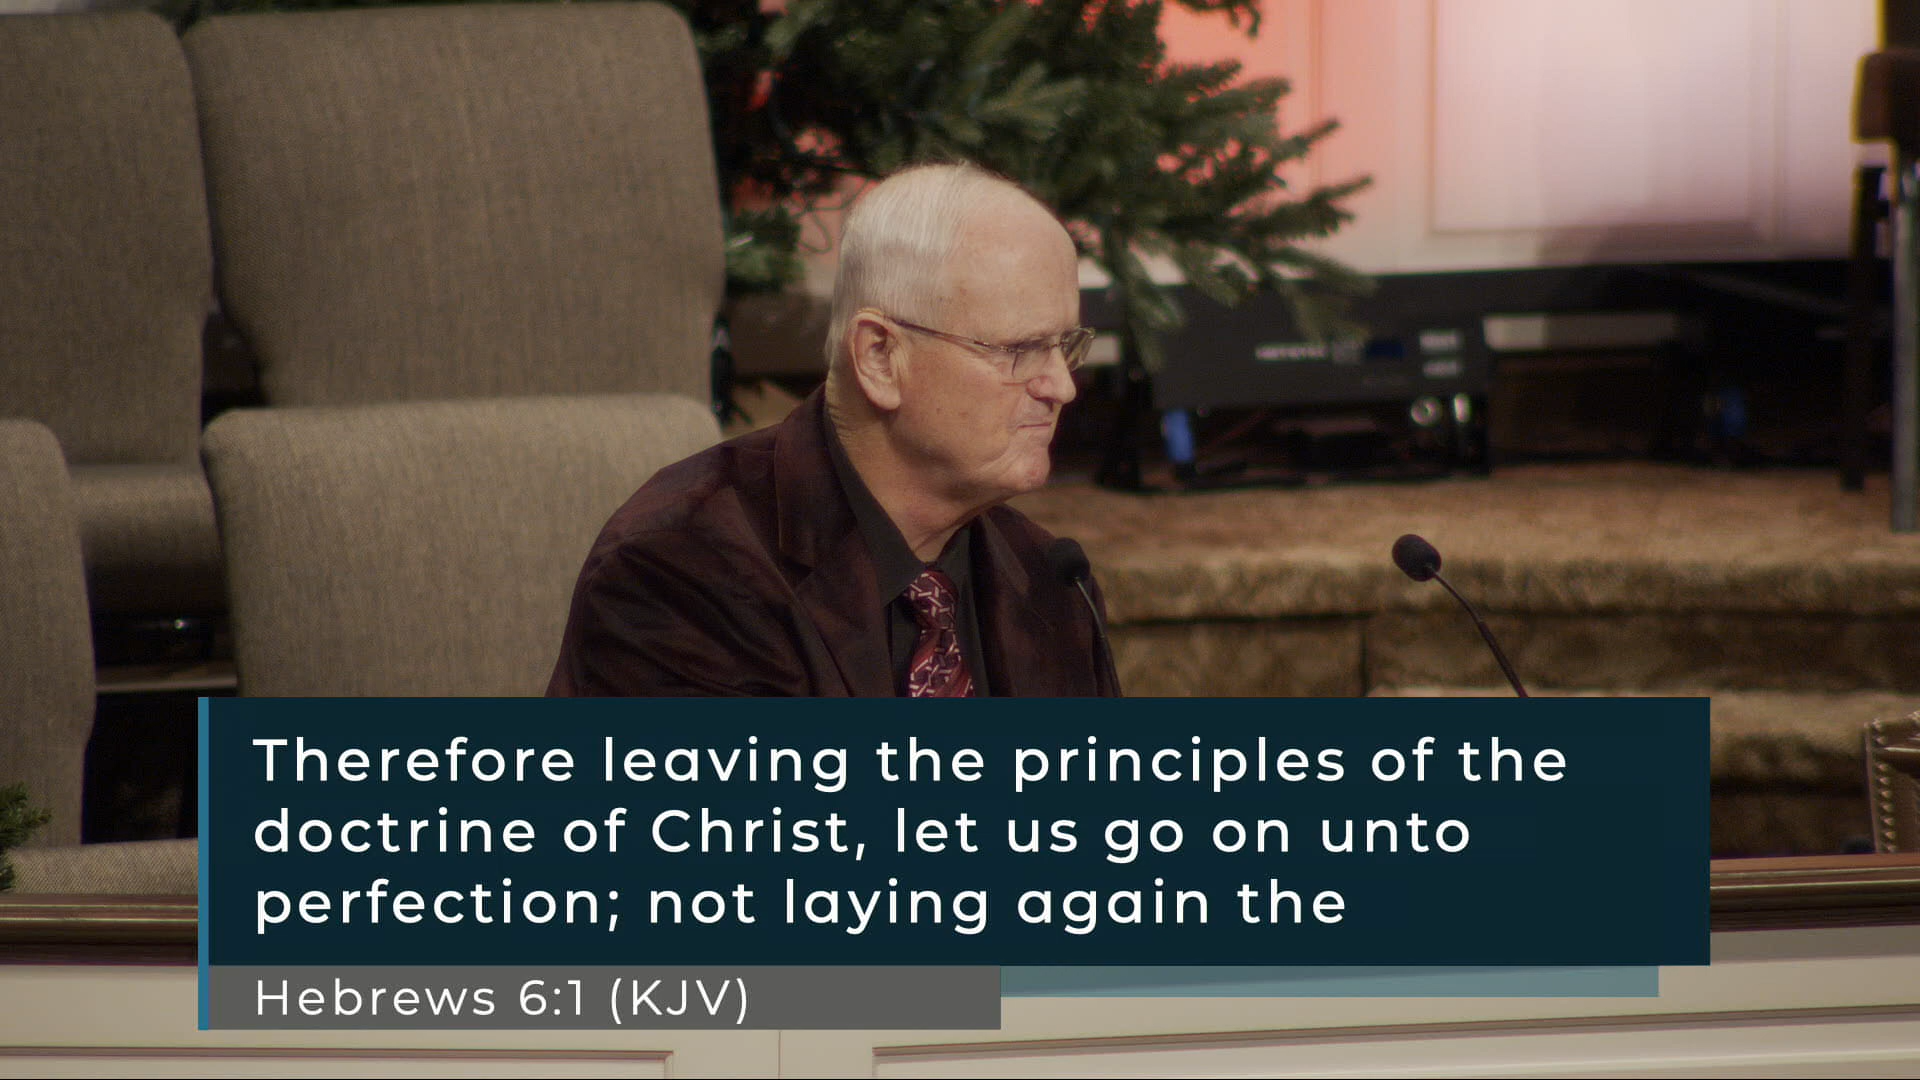 Therefore leaving the principles of the
doctrine of Christ, let us go on unto
perfection; not laying again the
Hebrews 6:1 (KJV)